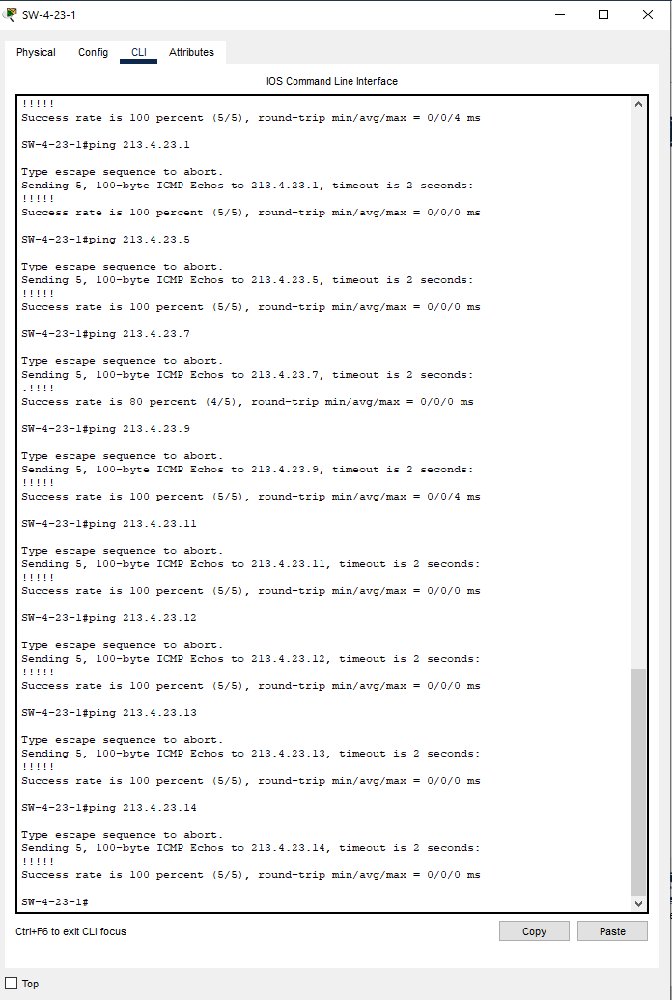 SW-4-23-1
Physical Config CLI Attributes
IOS Command Line Interface
!!!!!
Success rate is 100 percent (5/5), round-trip min/avg/max = 0/0/4 ms
SW-4-23-1#ping 213.4.23.1
Type escape sequence to abort.
Sending 5, 100-byte ICMP Echos to 213.4.23.1, timeout is 2 seconds:
!!!!!
Success rate is 100 percent (5/5), round-trip min/avg/max = 0/0/0 ms
SW-4-23-1#ping 213.4.23.5
Type escape sequence to abort.
Sending 5, 100-byte ICMP Echos to 213.4.23.5, timeout is 2 seconds:
!!!!!
Success rate is 100 percent (5/5), round-trip min/avg/max = 0/0/0 ms
SW-4-23-1#ping 213.4.23.7
Type escape sequence to abort.
Sending 5, 100-byte ICMP Echos to 213.4.23.7, timeout is 2 seconds:
.!!!!
Success rate is 80 percent (4/5), round-trip min/avg/max = 0/0/0 ms
SW-4-23-1#ping 213.4.23.9
Type escape sequence to abort.
Sending 5, 100-byte ICMP Echos to 213.4.23.9, timeout is 2 seconds:
!!!!!
Success rate is 100 percent (5/5), round-trip min/avg/max = 0/0/4 ms
SW-4-23-1#ping 213.4.23.11
Type escape sequence to abort.
Sending 5, 100-byte ICMP Echos to 213.4.23.11, timeout is 2 seconds:
!!!!!
Success rate is 100 percent (5/5), round-trip min/avg/max = 0/0/0 ms
SW-4-23-1#ping 213.4.23.12
Type escape sequence to abort.
Sending 5, 100-byte ICMP Echos to 213.4.23.12, timeout is 2 seconds:
!!!!!
Success rate is 100 percent (5/5), round-trip min/avg/max = 0/0/0 ms
SW-4-23-1#ping 213.4.23.13
Type escape sequence to abort.
Sending 5, 100-byte ICMP Echos to 213.4.23.13, timeout is 2 seconds:
!!!!!
Success rate is 100 percent (5/5), round-trip min/avg/max = 0/0/0 ms
SW-4-23-1#ping 213.4.23.14
Type escape sequence to abort.
Sending 5, 100-byte ICMP Echos to 213.4.23.14, timeout is 2 seconds:
!!!!!
Success rate is 100 percent (5/5), round-trip min/avg/max = 0/0/0 ms
SW-4-23-1#
Ctrl+F6 to exit CLI focus
Copy Paste
Top